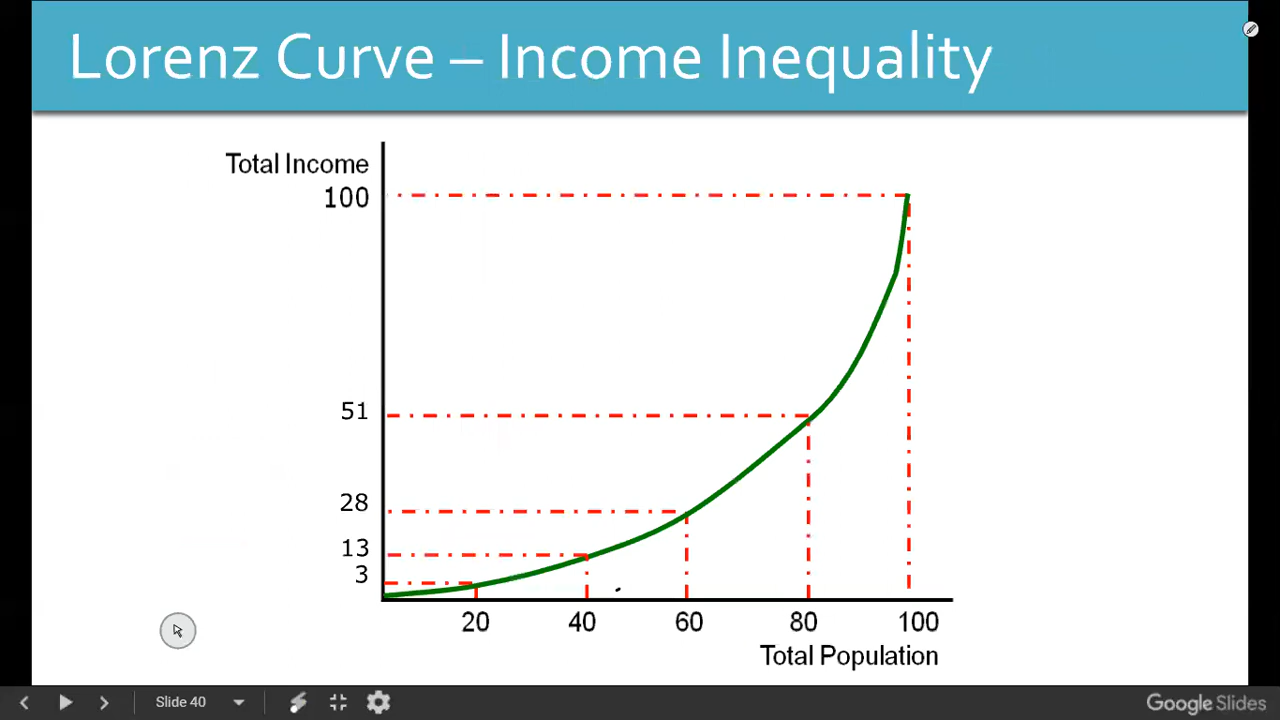 Lorenz Curve – Income Inequality
Total Income
100
51
28
13
3
20 40 60 80 100
Total Population
Slide 40
Google Slides